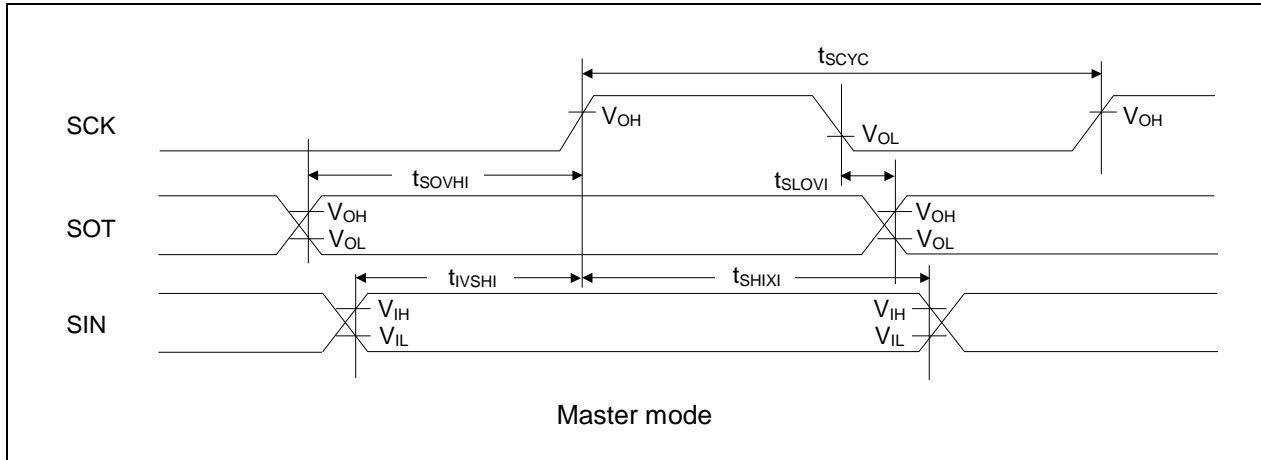 tSCYC
SCK
VOH
VOL
VOH
tSOVHI
tSLOVI
SOT
VOH
VOL
VOH
VOL
tIVSHI
tSHIXI
SIN
VIH
VIL
VIH
VIL
Master mode